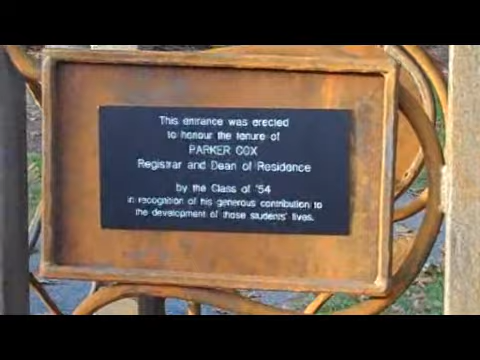 This entrance was erected
to honour the tenure of
PARKER COX
Registrar and Dean of Residence
by the Class of '54
in recognition of his generous contribution to
the development of those students' lives.